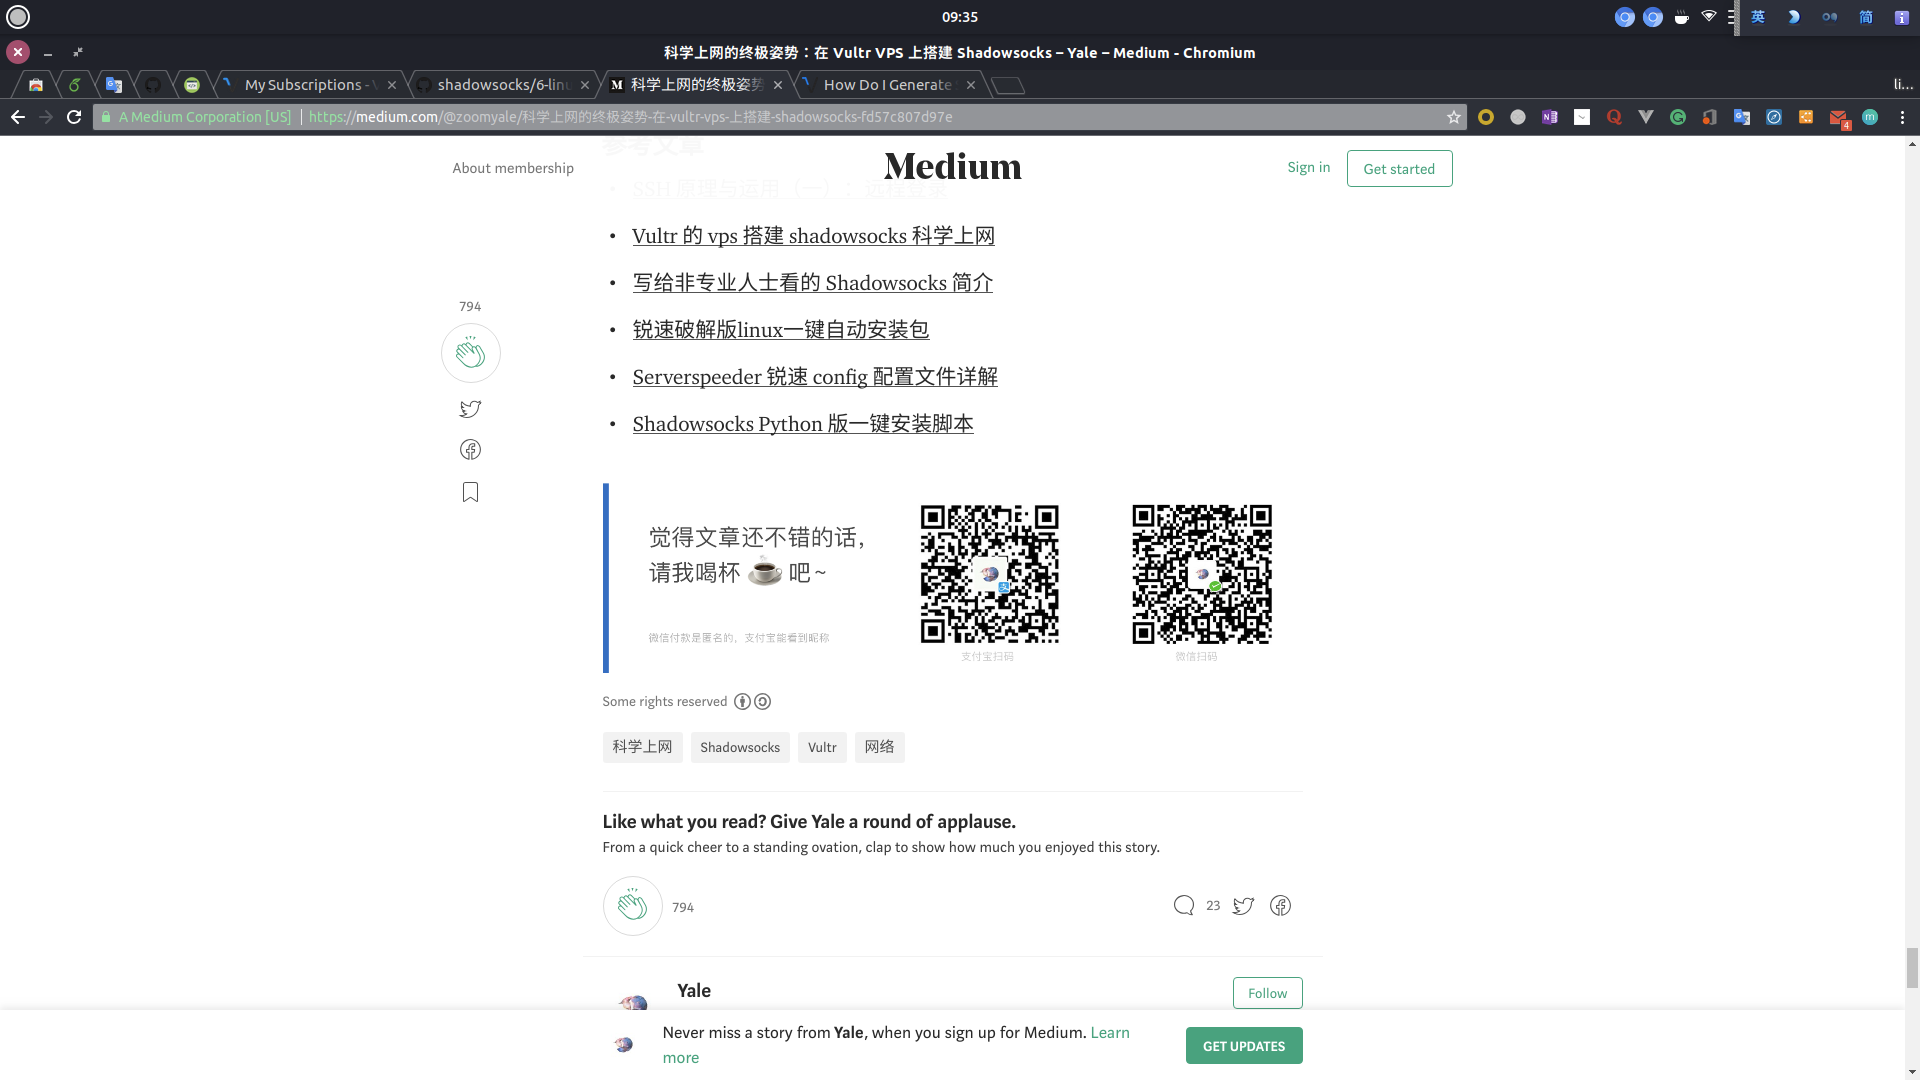 09:35
英
简
科学上网的终极姿势：在 Vultr VPS 上搭建 Shadowsocks – Yale – Medium - Chromium
My Subscriptions - V
shadowsocks/6-linu
科学上网的终极姿势
How Do I Generate S
li...
A Medium Corporation [US]
https://medium.com/@zoomyale/科学上网的终极姿势-在-vultr-vps-上搭建-shadowsocks-fd57c807d97e
4
参考文章
About membership
Medium
Sign in
Get started
SSH 原理与运用（一）：远程登录
Vultr 的 vps 搭建 shadowsocks 科学上网
写给非专业人士看的 Shadowsocks 简介
锐速破解版linux一键自动安装包
Serverspeeder 锐速 config 配置文件详解
Shadowsocks Python 版一键安装脚本
794
觉得文章还不错的话，
请我喝杯 吧~
微信付款是匿名的，支付宝能看到昵称
支付宝扫码
微信扫码
Some rights reserved
科学上网
Shadowsocks
Vultr
网络
Like what you read? Give Yale a round of applause.
From a quick cheer to a standing ovation, clap to show how much you enjoyed this story.
794
23
Yale
Follow
Never miss a story from Yale, when you sign up for Medium. Learn
more
GET UPDATES